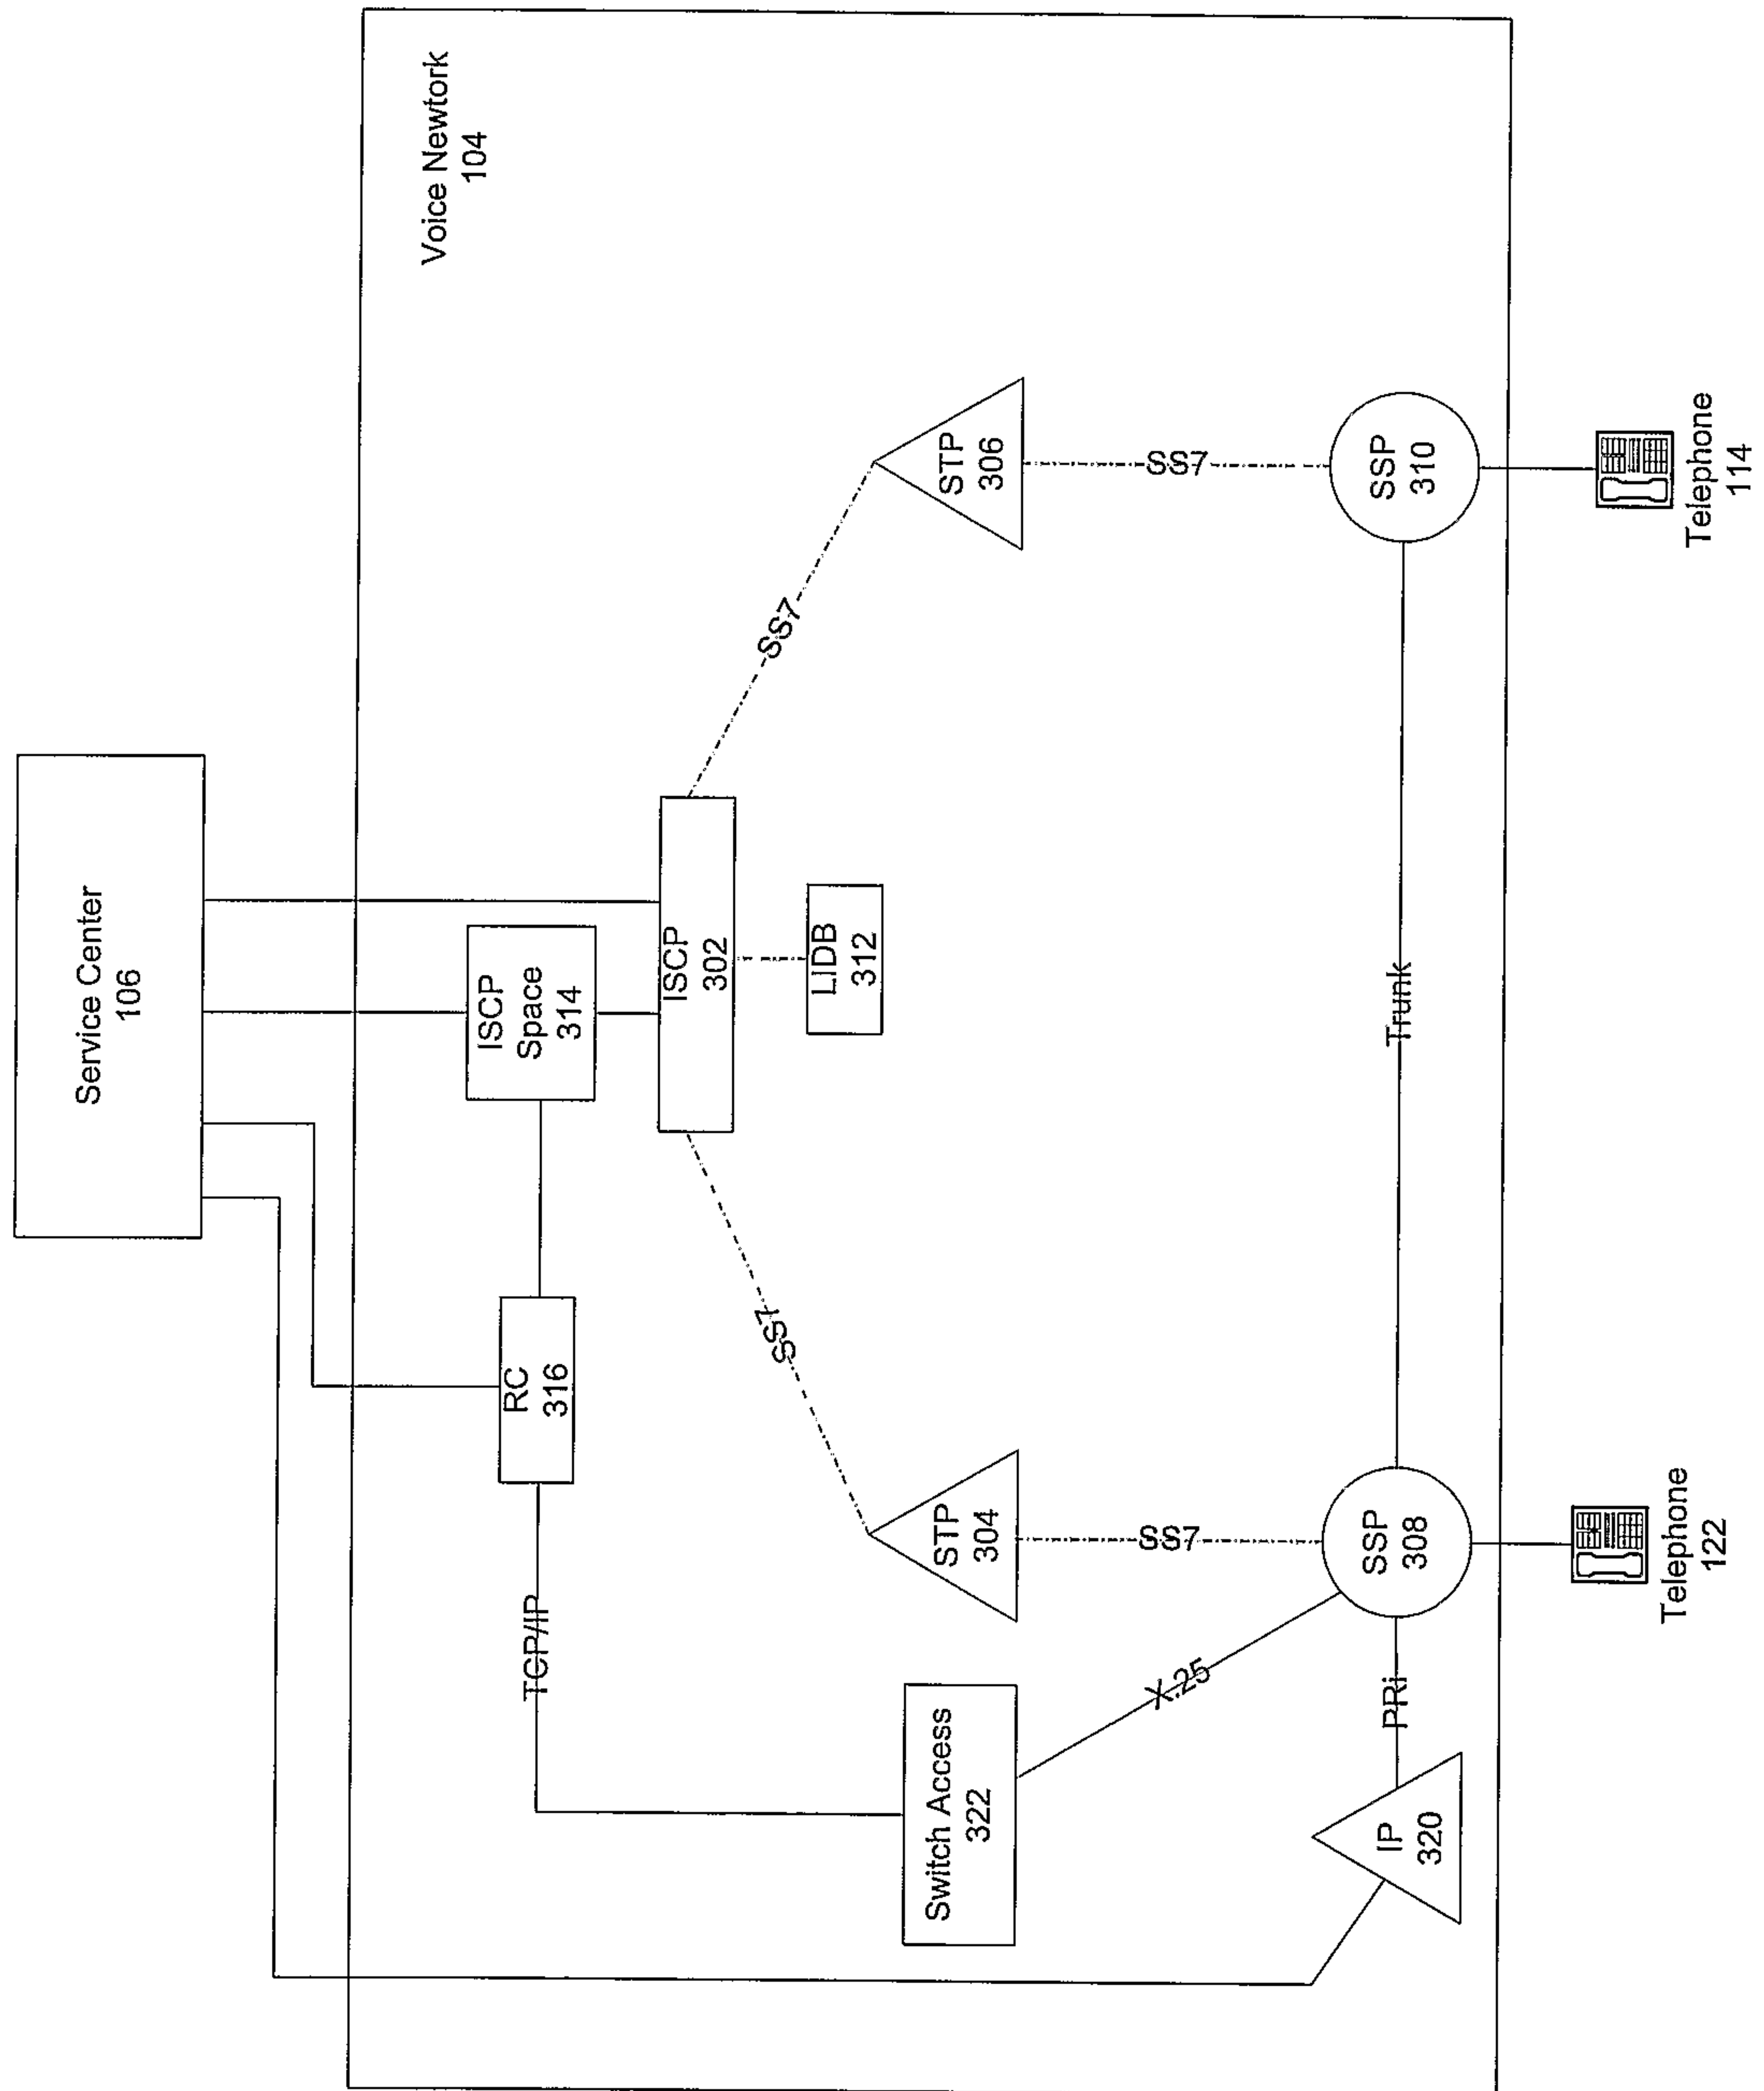 Service Center
106
Voice Newtork
104
RC
316
ISCP
Space
314
TCP/IP
ISCP
302
SS7
SS7
LIDB
312
Switch Access
322
STP
304
STP
306
X.25
SS7
SS7
IP
320
PRi
SSP
308
Trunk
SSP
310
Telephone
122
Telephone
114